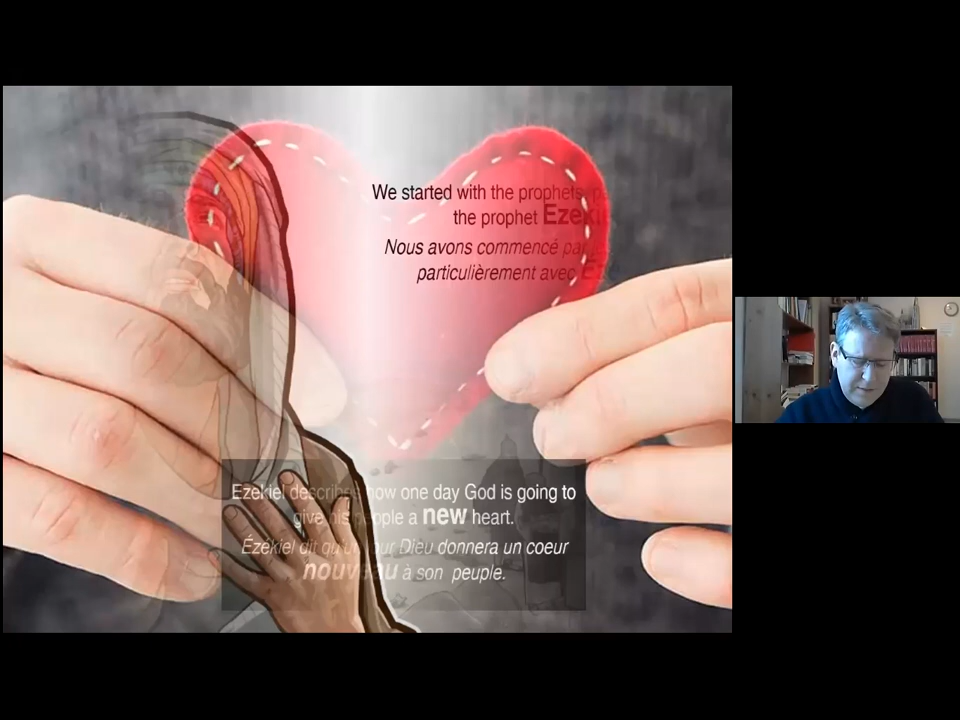 We started with the prophets
the prophet
Nous avons commencé
particulièrement avec
Ezekiel describes how one day God is going to
give his people a new heart.
Ézékiel dit qu'un jour Dieu donnera un coeur
nouveau à son peuple.